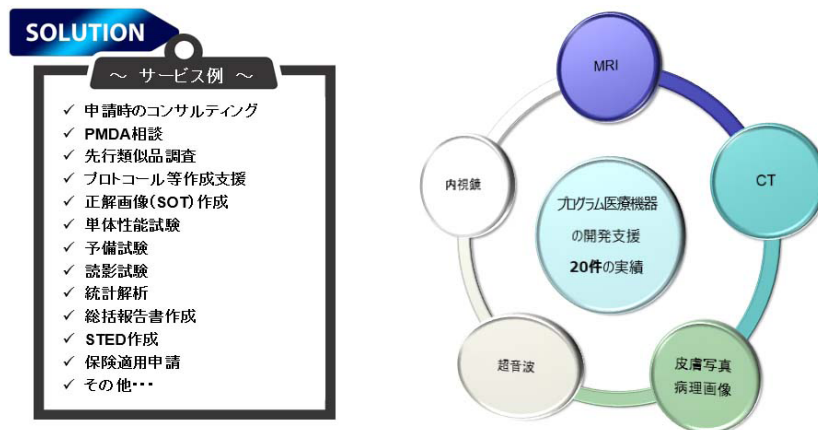 SOLUTION
～ サービス例 ～
✓ 申請時のコンサルティング
✓ PMDA相談
✓ 先行類似品調査
✓ プロトコール等作成支援
✓ 正解画像(SOT)作成
✓ 単体性能試験
✓ 予備試験
✓ 読影試験
✓ 統計解析
✓ 総括報告書作成
✓ STED作成
✓ 保険適用申請
✓ その他･･･
MRI
CT
皮膚写真
病理画像
超音波
内視鏡
プログラム医療機器
の開発支援
20件の実績